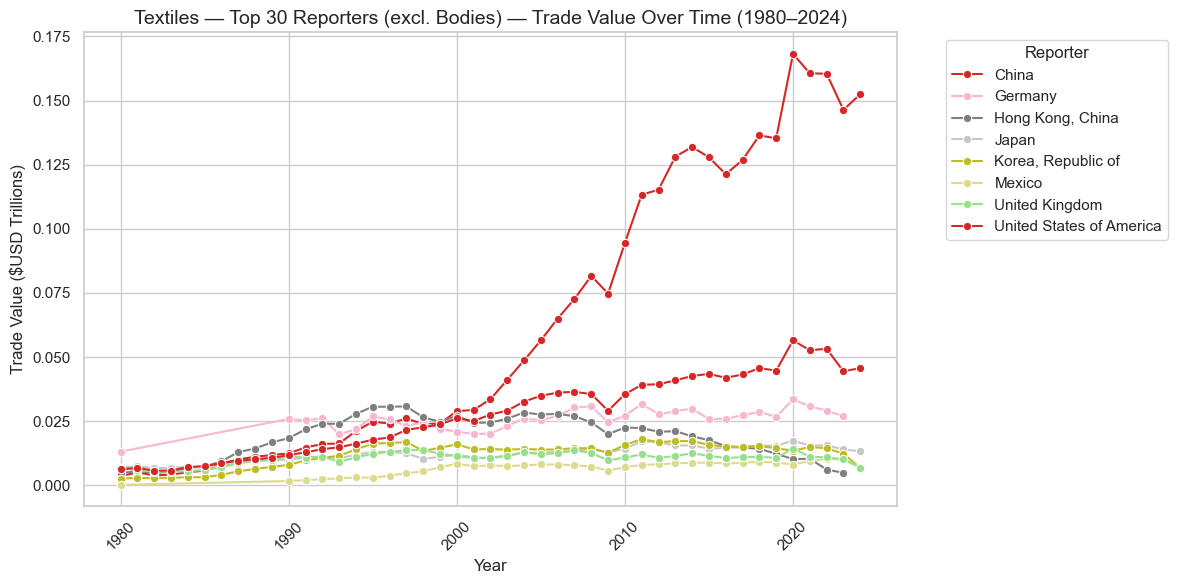 Textiles — Top 30 Reporters (excl. Bodies) — Trade Value Over Time (1980–2024)
Trade Value ($USD Trillions)
0.175
0.150
0.125
0.100
0.075
0.050
0.025
0.000
1980
1990
2000
2010
2020
Year
Reporter
China
Germany
Hong Kong, China
Japan
Korea, Republic of
Mexico
United Kingdom
United States of America